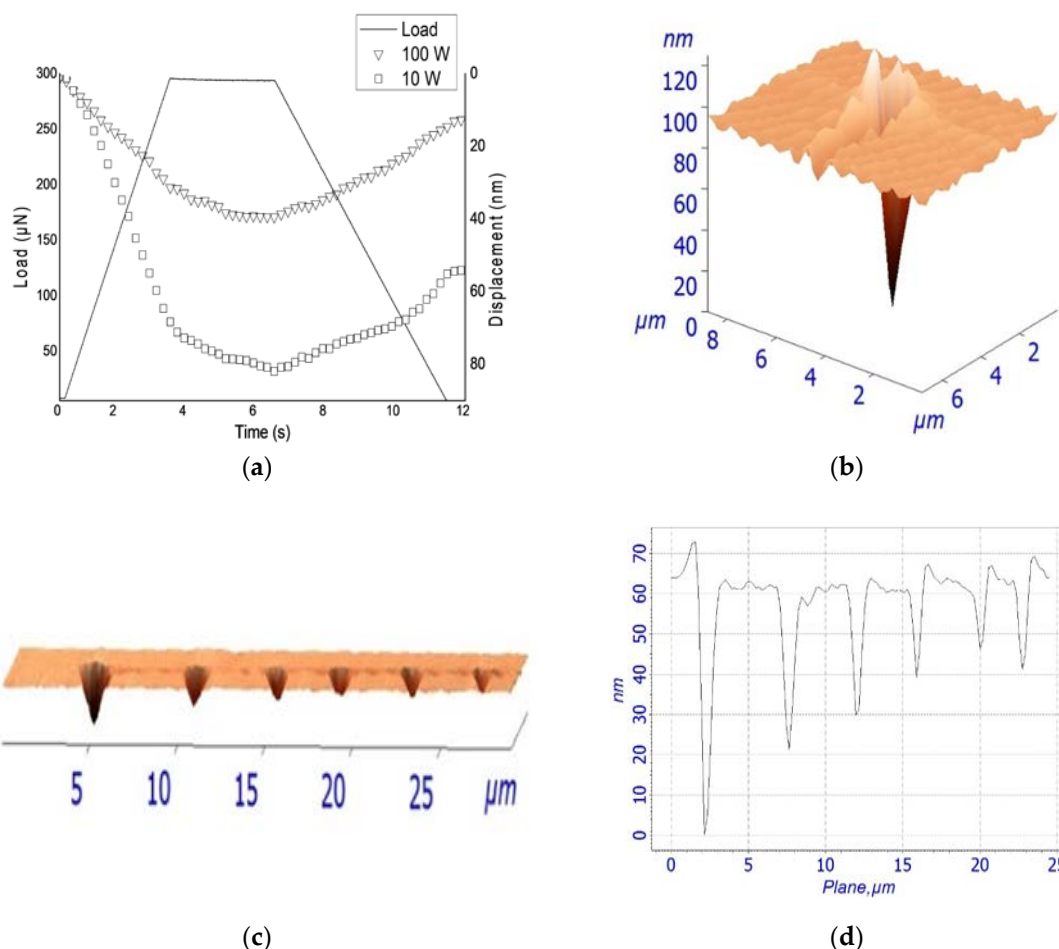 Load
100 W
10 W
Load (µN)
300
250
200
150
100
50
0
20
40
60
80
Displacement (nm)
0 2 4 6 8 10 12
Time (s)
(a)
nm
120
100
80
60
40
20
0
µm
8 6 4 2
2
4
6
µm
(b)
5 10 15 20 25 µm
(c)
nm
70
60
50
40
30
20
10
0
0 5 10 15 20 25
Plane,µm
(d)